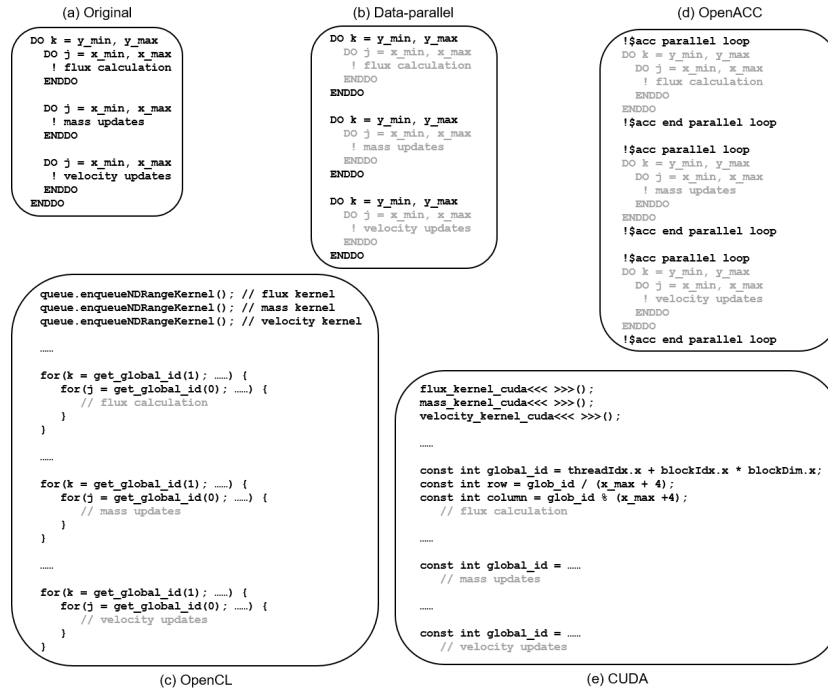 (a) Original
DO k = y_min, y_max
DO j = x_min, x_max
! flux calculation
ENDDO
DO j = x_min, x_max
! mass updates
ENDDO
DO j = x_min, x_max
! velocity updates
ENDDO
ENDDO
(b) Data-parallel
DO k = y_min, y_max
DO j = x_min, x_max
! flux calculation
ENDDO
ENDDO
DO k = y_min, y_max
DO j = x_min, x_max
! mass updates
ENDDO
ENDDO
DO k = y_min, y_max
DO j = x_min, x_max
! velocity updates
ENDDO
ENDDO
(d) OpenACC
!$acc parallel loop
DO k = y_min, y_max
DO j = x_min, x_max
! flux calculation
ENDDO
ENDDO
!$acc end parallel loop
!$acc parallel loop
DO k = y_min, y_max
DO j = x_min, x_max
! mass updates
ENDDO
ENDDO
!$acc end parallel loop
!$acc parallel loop
DO k = y_min, y_max
DO j = x_min, x_max
! velocity updates
ENDDO
ENDDO
!$acc end parallel loop
queue.enqueueNDRangeKernel(); // flux kernel
queue.enqueueNDRangeKernel(); // mass kernel
queue.enqueueNDRangeKernel(); // velocity kernel
……
for(k = get_global_id(1); ……) {
for(j = get_global_id(0); ……) {
// flux calculation
}
}
……
for(k = get_global_id(1); ……) {
for(j = get_global_id(0); ……) {
// mass updates
}
}
……
for(k = get_global_id(1); ……) {
for(j = get_global_id(0); ……) {
// velocity updates
}
}
(c) OpenCL
flux_kernel_cuda<<< >>>();
mass_kernel_cuda<<< >>>();
velocity_kernel_cuda<<< >>>();
……
const int global_id = threadIdx.x + blockIdx.x * blockDim.x;
const int row = glob_id / (x_max + 4);
const int column = glob_id % (x_max +4);
// flux calculation
……
const int global_id = ……
// mass updates
……
const int global_id = ……
// velocity updates
(e) CUDA